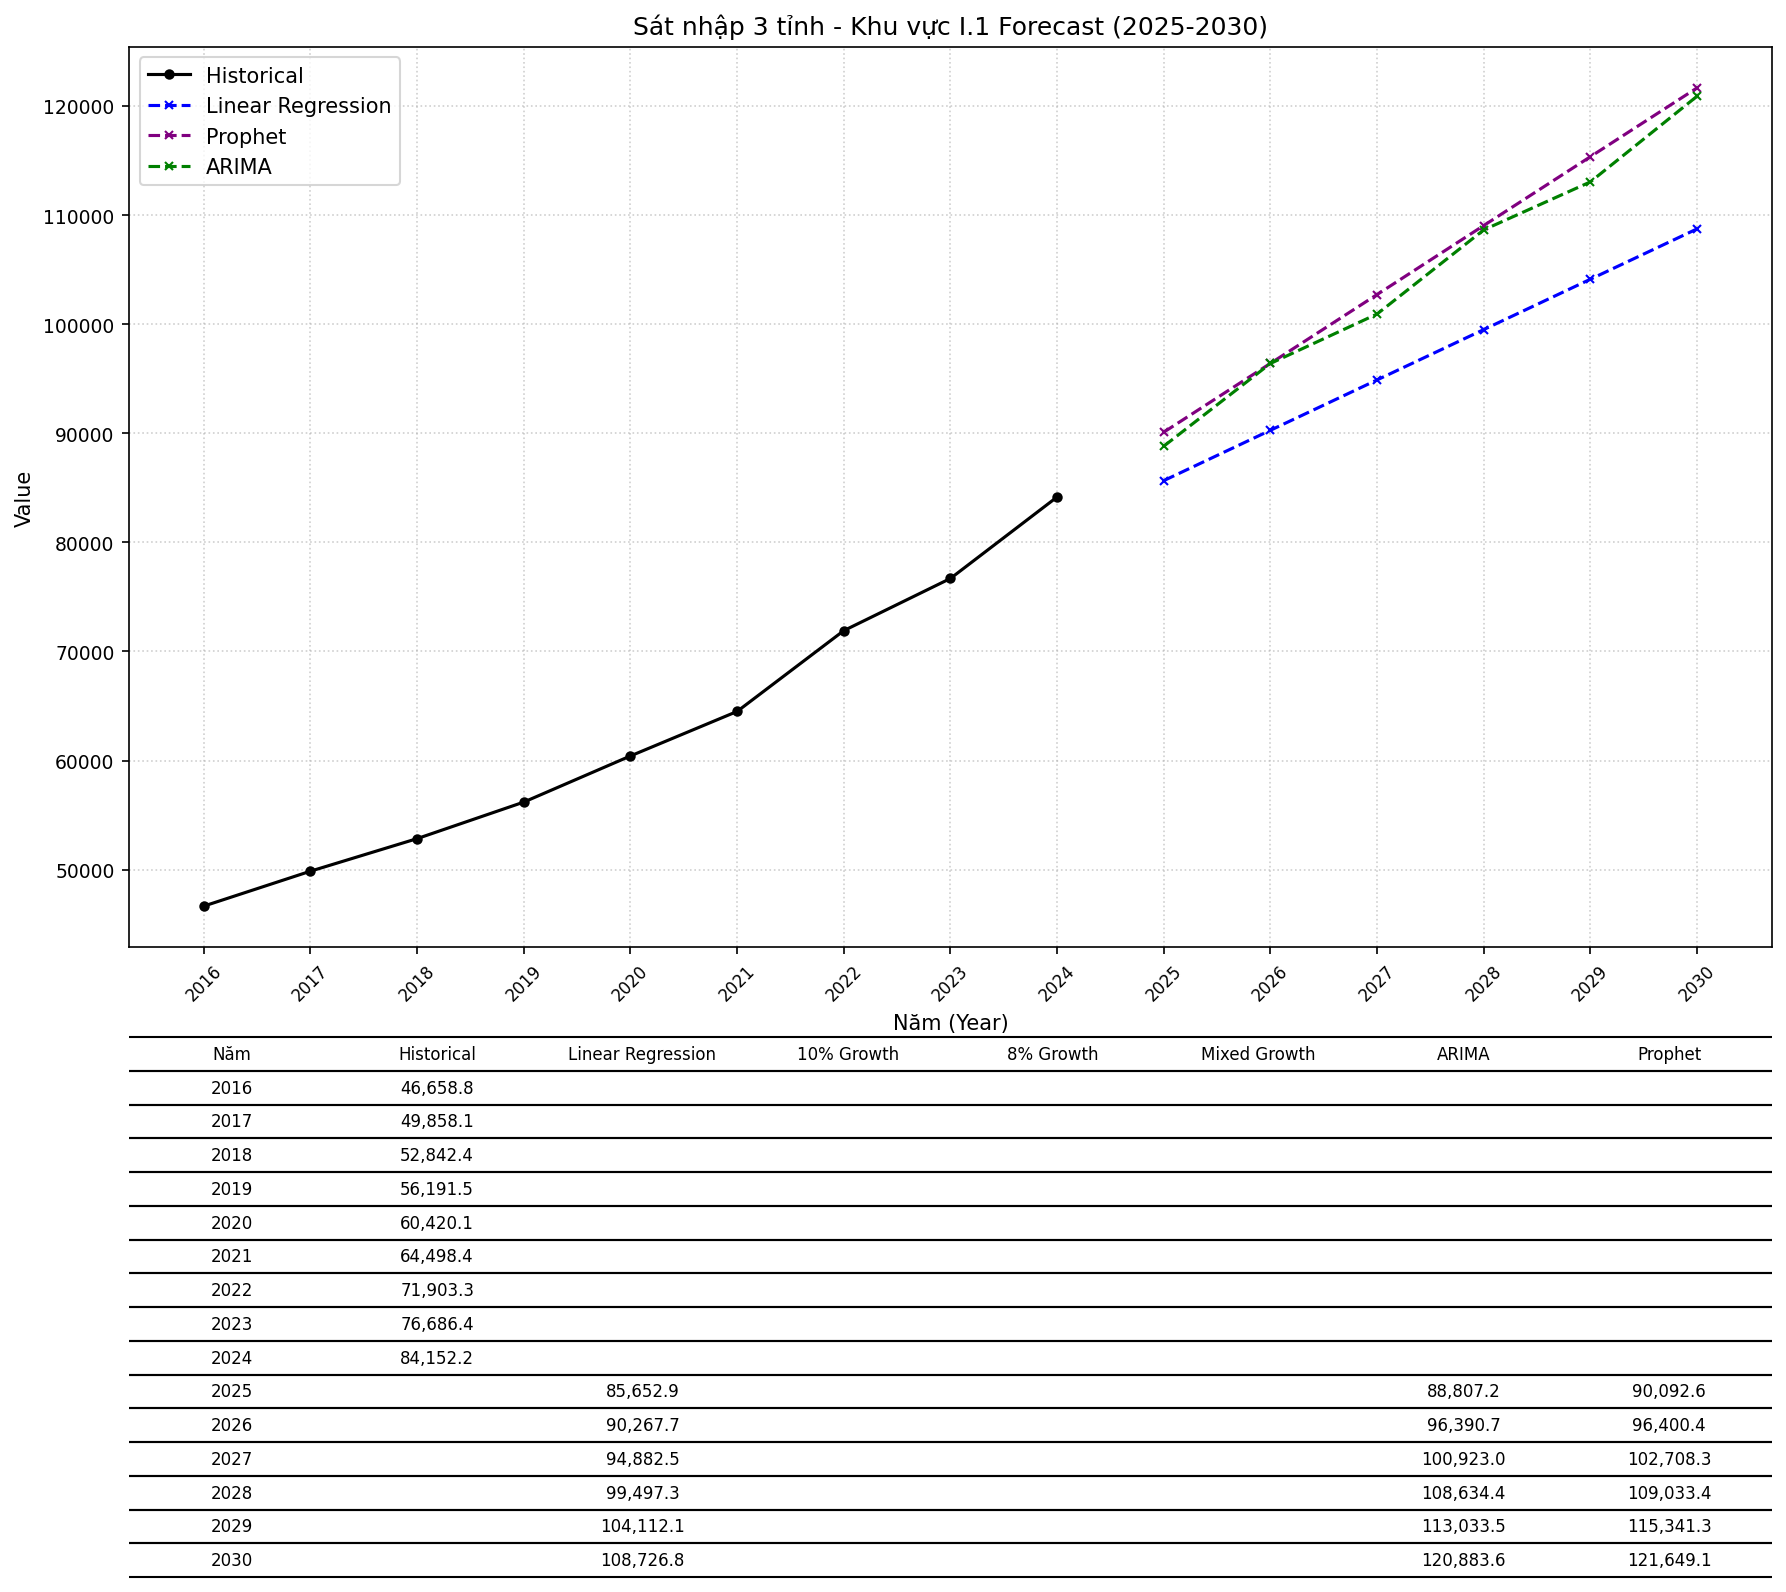 Sát nhập 3 tỉnh - Khu vực I.1 Forecast (2025-2030)
Historical
Linear Regression
Prophet
ARIMA
Value
120000
110000
100000
90000
80000
70000
60000
50000
2016 2017 2018 2019 2020 2021 2022 2023 2024 2025 2026 2027 2028 2029 2030
Năm (Year)
Năm Historical Linear Regression 10% Growth 8% Growth Mixed Growth ARIMA Prophet
2016 46,658.8
2017 49,858.1
2018 52,842.4
2019 56,191.5
2020 60,420.1
2021 64,498.4
2022 71,903.3
2023 76,686.4
2024 84,152.2
2025 85,652.9 88,807.2 90,092.6
2026 90,267.7 96,390.7 96,400.4
2027 94,882.5 100,923.0 102,708.3
2028 99,497.3 108,634.4 109,033.4
2029 104,112.1 113,033.5 115,341.3
2030 108,726.8 120,883.6 121,649.1